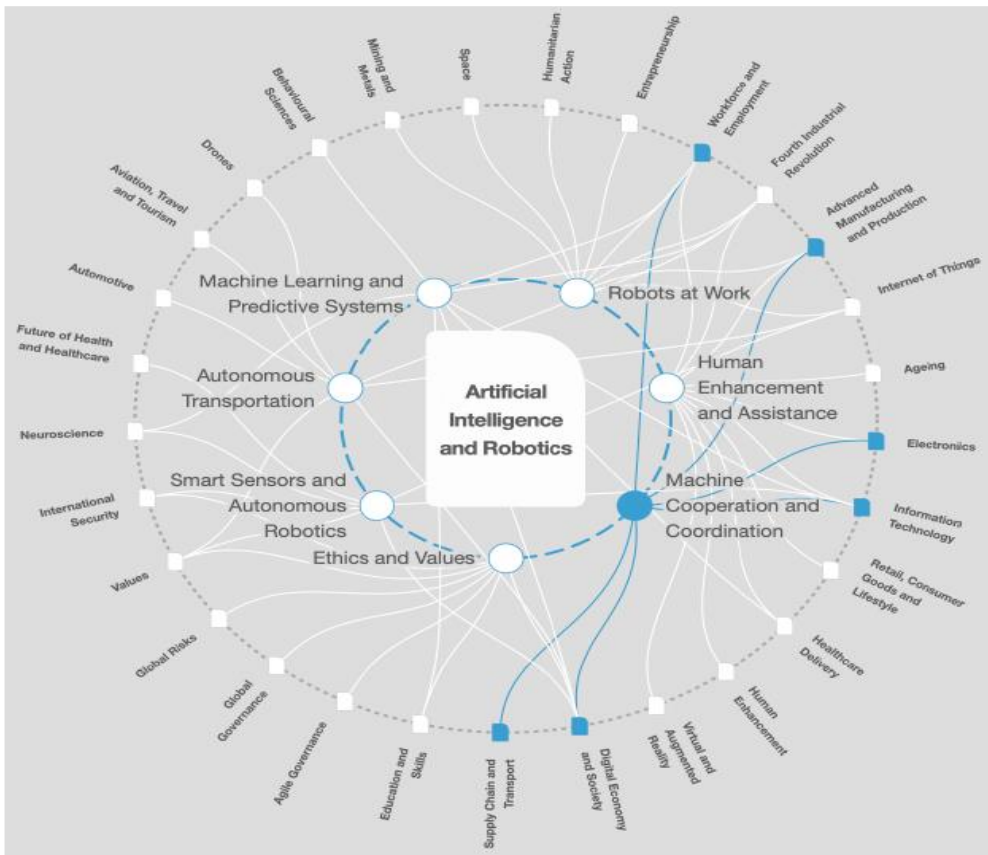 Mining and
Metals
Space
Humanitarian
Action
Entrepreneurship
Workforce and
Employment
Fourth Industrial
Revolution
Advanced
Manufacturing
and Production
Internet of Things
Ageing
Electroniics
Information
Technology
Retail, Consumer
Goods and
Lifestyle
Healthcare
Delivery
Human
Enhancement
Virtual and
Augmented
Reality
Digital Economy
and Society
Supply Chain and
Transport
Education and
Skills
Agile Governance
Global
Governance
Global Risks
Values
International
Security
Neuroscience
Future of Health
and Healthcare
Automotive
Aviation, Travel
and Tourism
Drones
Behavioural
Sciences
Machine Learning and
Predictive Systems
Robots at Work
Autonomous
Transportation
Artificial
Intelligence
and Robotics
Human
Enhancement
and Assistance
Smart Sensors and
Autonomous
Robotics
Machine
Cooperation and
Coordination
Ethics and Values